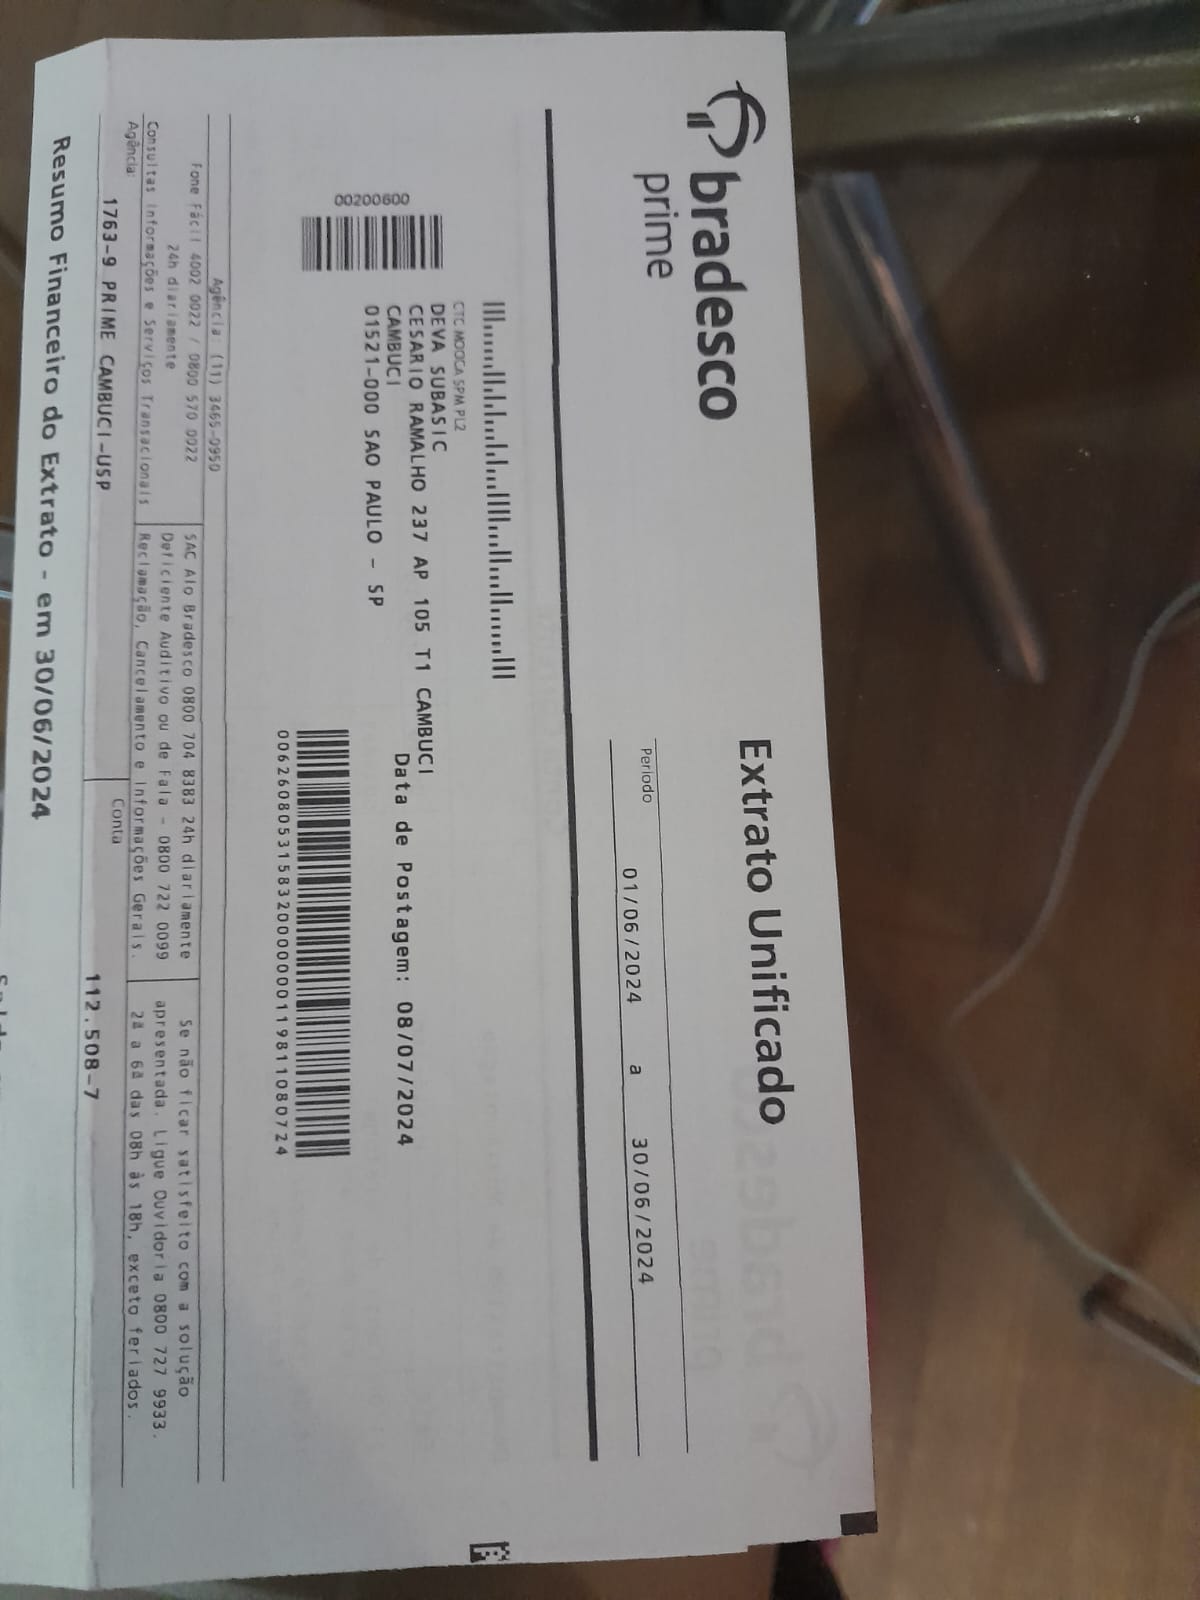 bradesco
prime
Extrato Unificado
Período 01/06/2024 a 30/06/2024
CTC MOOCA SPM PL2
DEVA SUBASIC
CESARIO RAMALHO 237 AP 105 T1 CAMBUCI
CAMBUCI
01521-000 SAO PAULO - SP
00200600
Data de Postagem: 08/07/2024
Agência: (11) 3465-0950
Fone Fácil 4002 0022 / 0800 570 0022
24h diariamente
Consultas Informações e Serviços Transacionais
SAC Alo Bradesco 0800 704 8383 24h diariamente
Deficiente Auditivo ou de Fala - 0800 722 0099
Reclamação, Cancelamento e Informações Gerais.
Se não ficar satisfeito com a solução
apresentada. Ligue Ouvidoria 0800 727 9933.
2ª a 6ª das 08h às 18h, exceto feriados.
Agência:
1763-9 PRIME CAMBUCI-USP
Conta
112.508-7
Resumo Financeiro do Extrato - em 30/06/2024